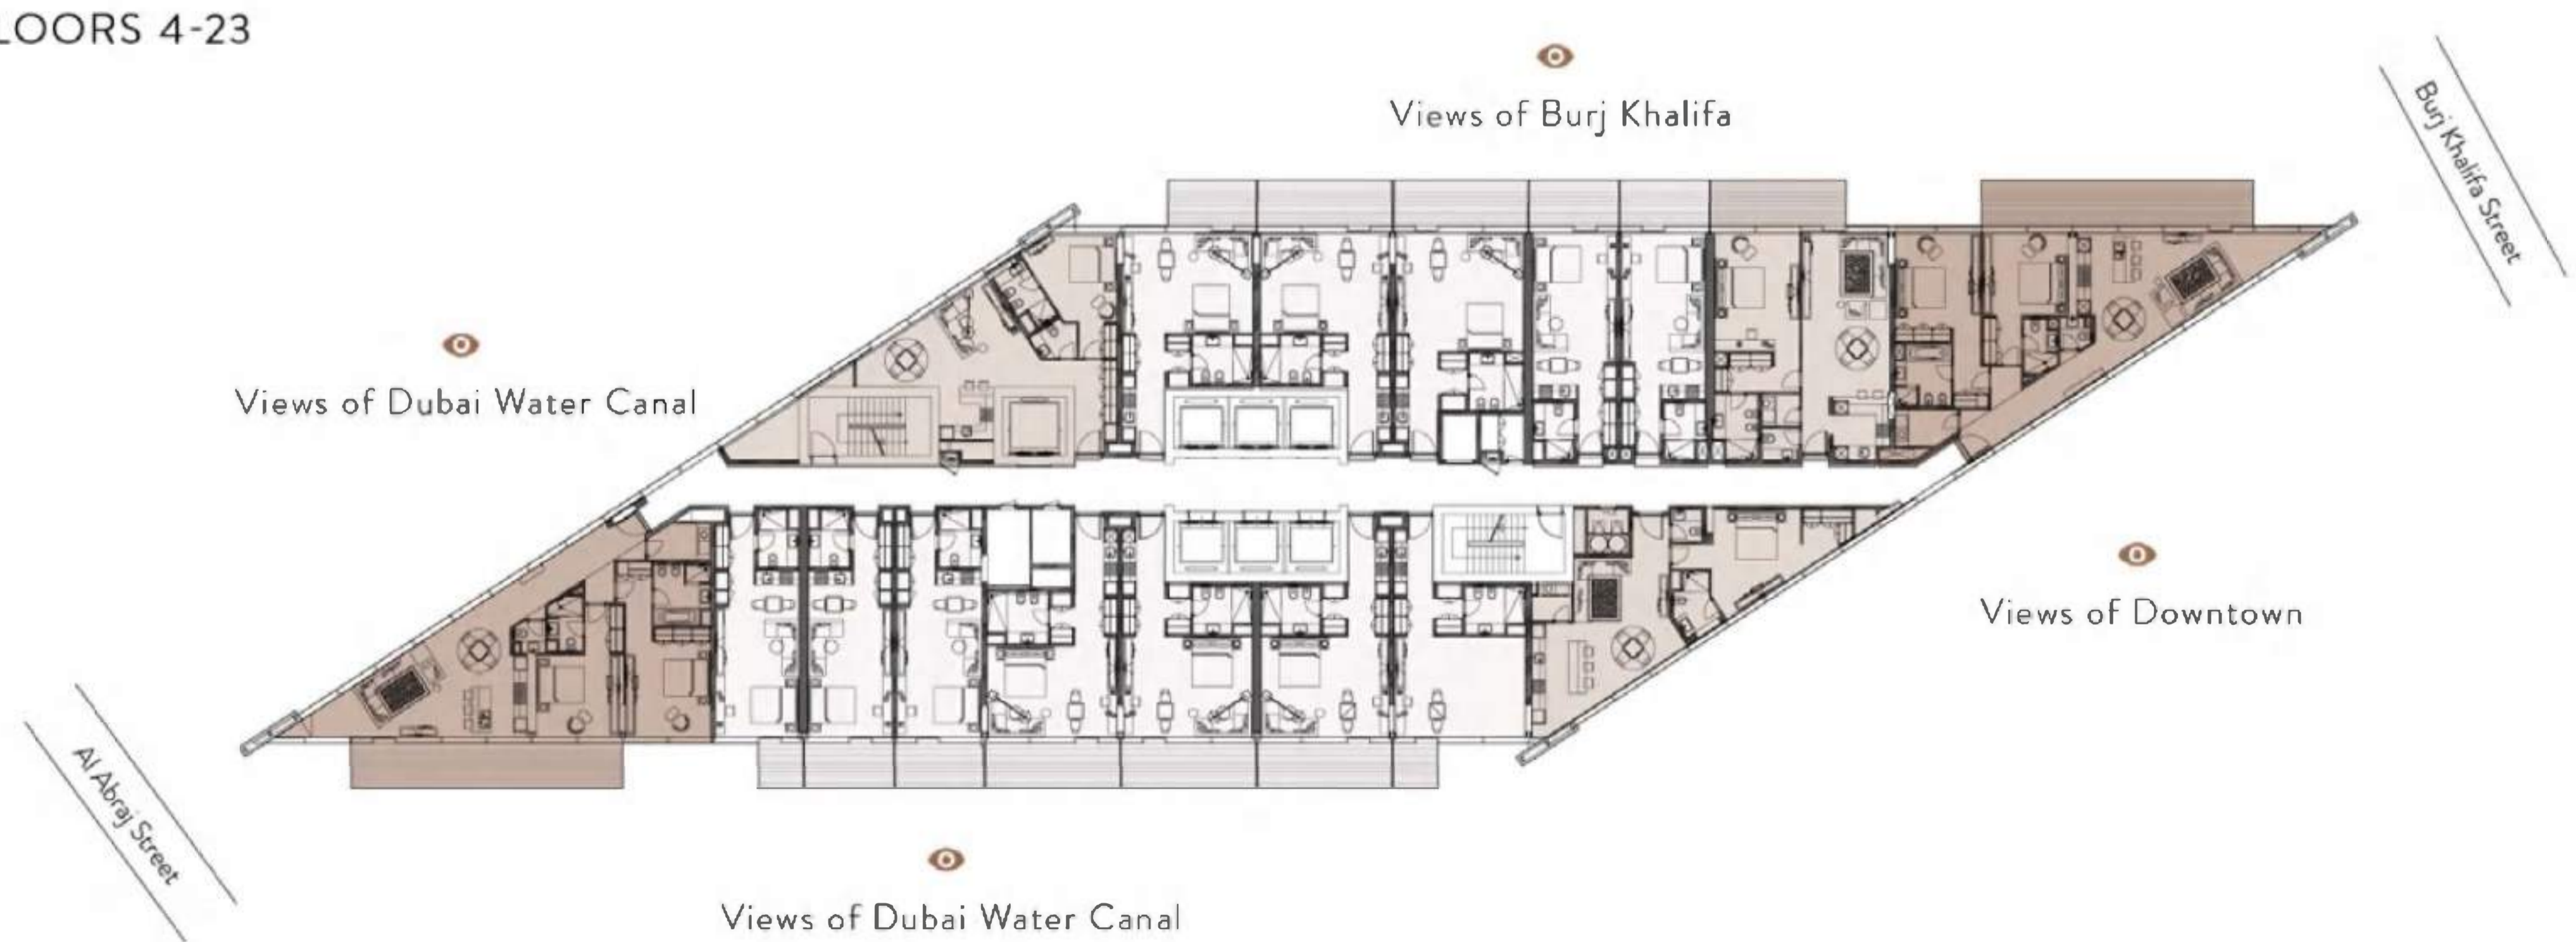 LOORS 4-23
Views of Burj Khalifa
Burj Khalifa Street
Views of Dubai Water Canal
Views of Downtown
Al Abraj Street
Views of Dubai Water Canal